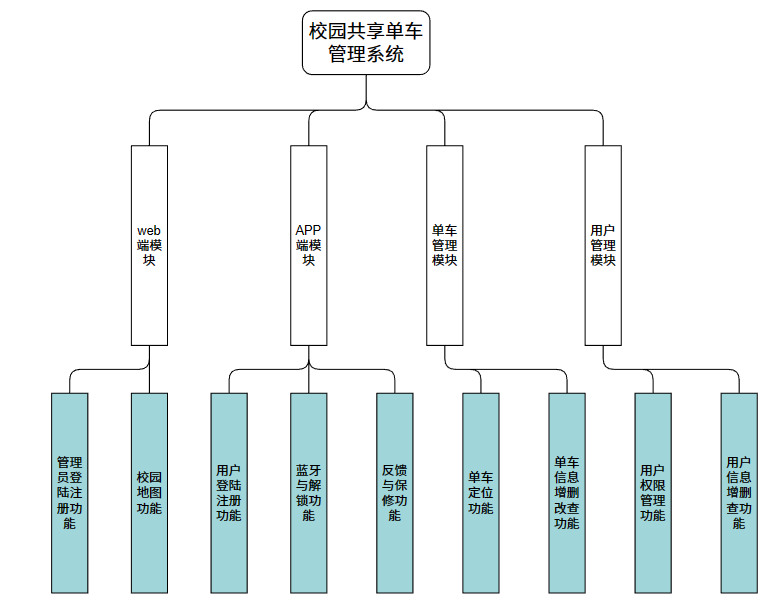 校园共享单车
管理系统
web
端模
块
APP
端模
块
单车
管理
模块
用户
管理
模块
管理
员登
陆注
册功
能
校园
地图
功能
用户
登陆
注册
功能
蓝牙
与解
锁功
能
反馈
与保
修功
能
单车
定位
功能
单车
信息
增删
改查
功能
用户
权限
管理
功能
用户
信息
增删
查功
能